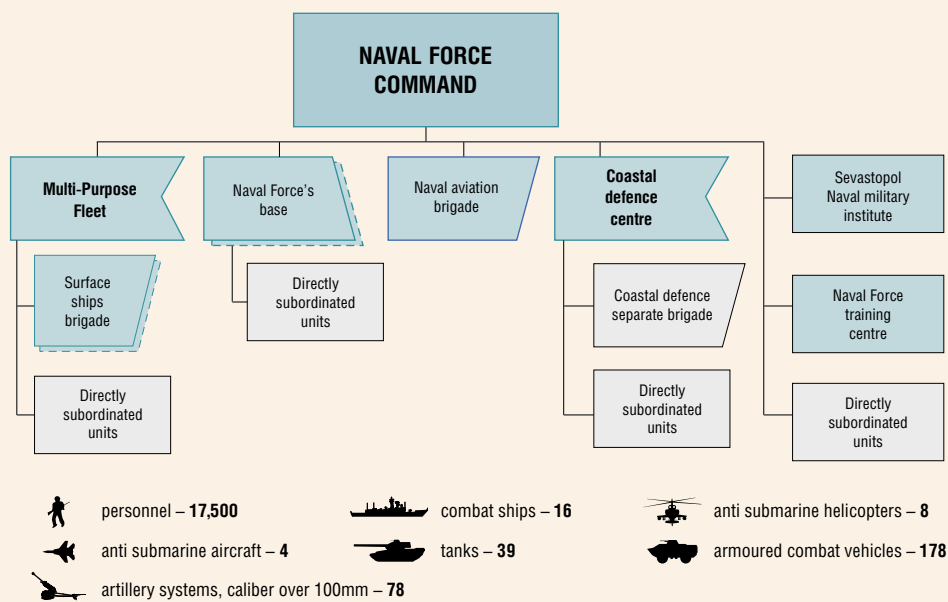 NAVAL FORCE
COMMAND
Multi-Purpose
Fleet
Naval Force's
base
Naval aviation
brigade
Coastal
defence
centre
Sevastopol
Naval military
institute
Surface
ships
brigade
Directly
subordinated
units
Coastal defence
separate brigade
Naval Force
training
centre
Directly
subordinated
units
Directly
subordinated
units
Directly
subordinated
units
personnel – 17,500
combat ships – 16
anti submarine helicopters – 8
anti submarine aircraft – 4
tanks – 39
armoured combat vehicles – 178
artillery systems, caliber over 100mm – 78